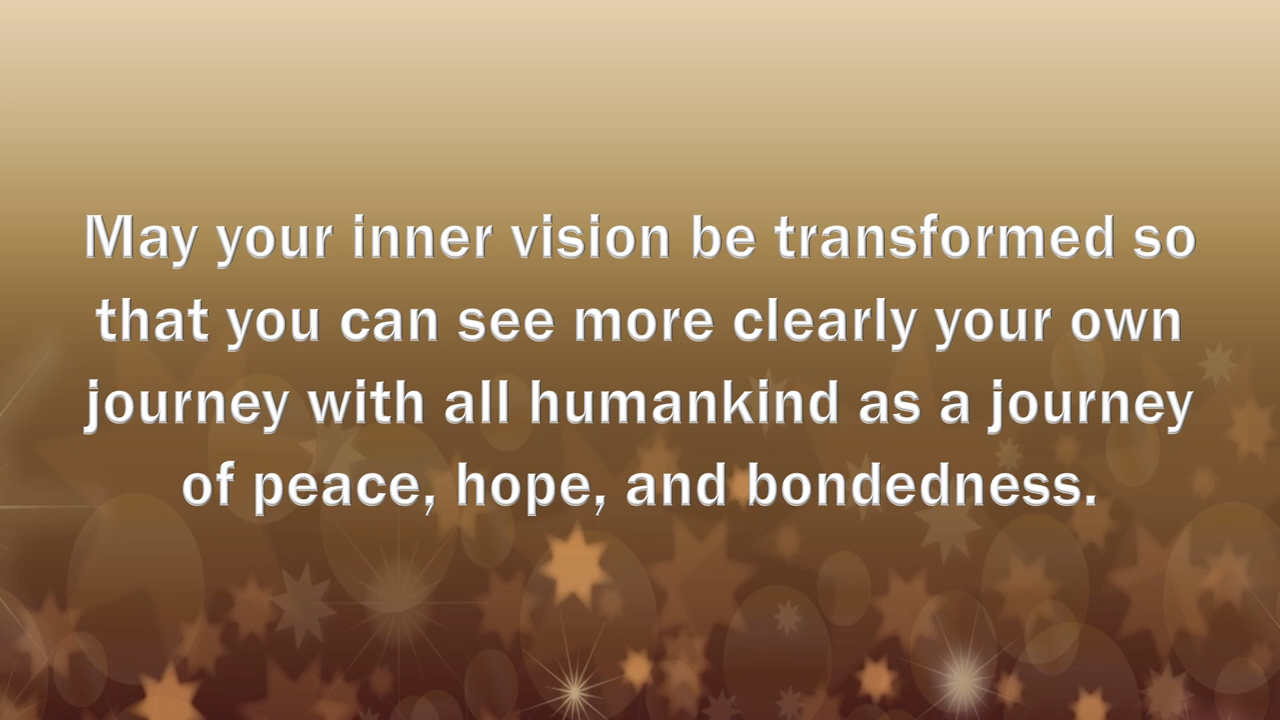 May your inner vision be transformed so
that you can see more clearly your own
journey with all humankind as a journey
of peace, hope, and bondedness.